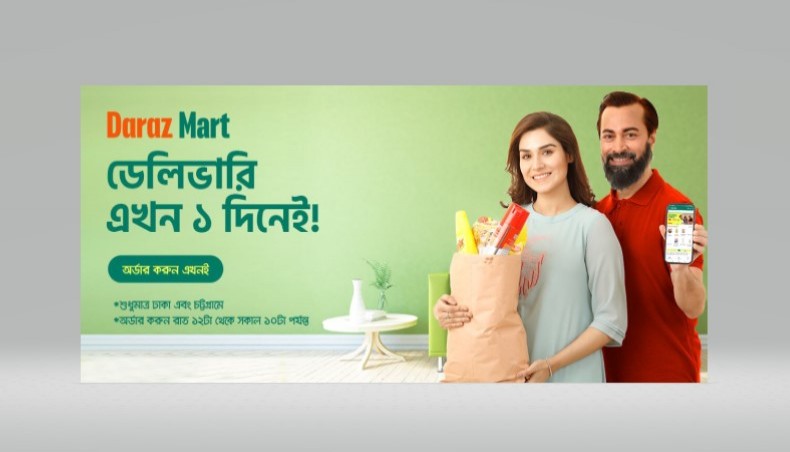 Daraz Mart
ডেলিভারি
এখন ১ দিনেই!
অর্ডার করুন এখনই
*শুধুমাত্র ঢাকা এবং চট্টগ্রামে
*অর্ডার করুন রাত ১২টা থেকে সকাল ১০টা পর্যন্ত